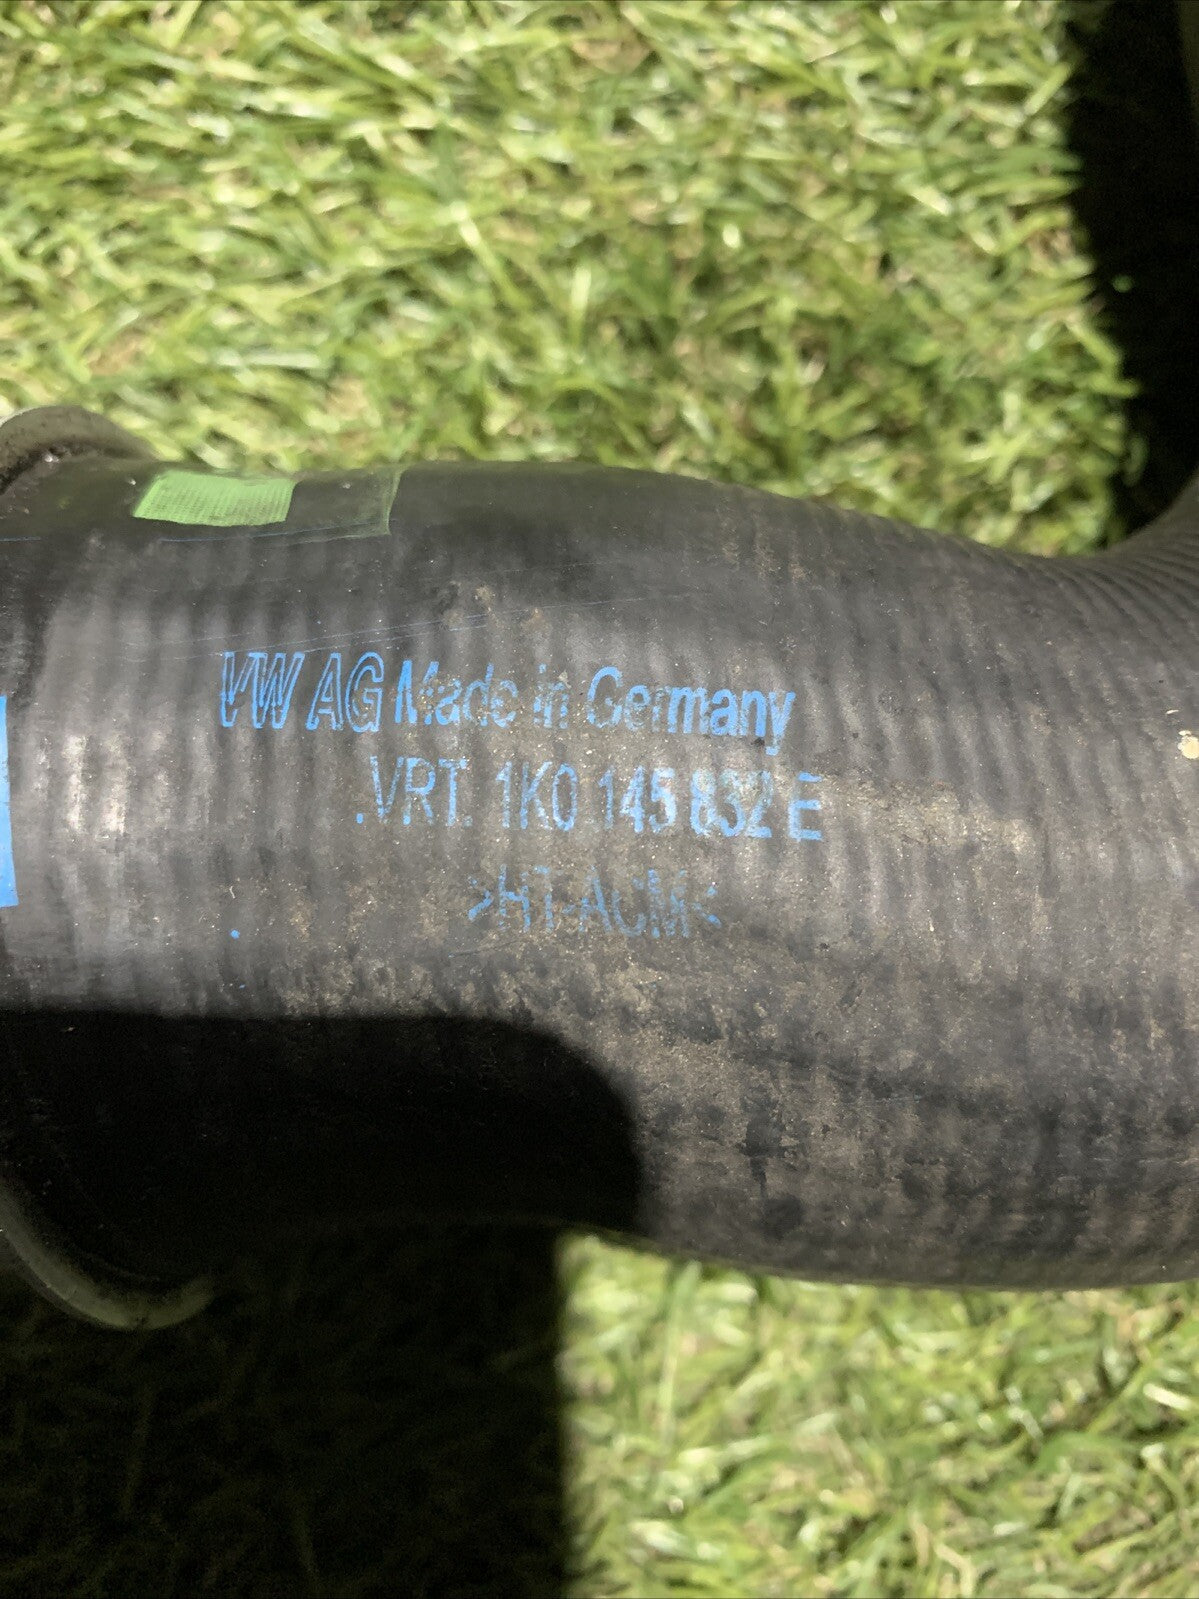 VW AG Made in Germany
.VRT. 1K0 145 832 E
>HT-ACM<